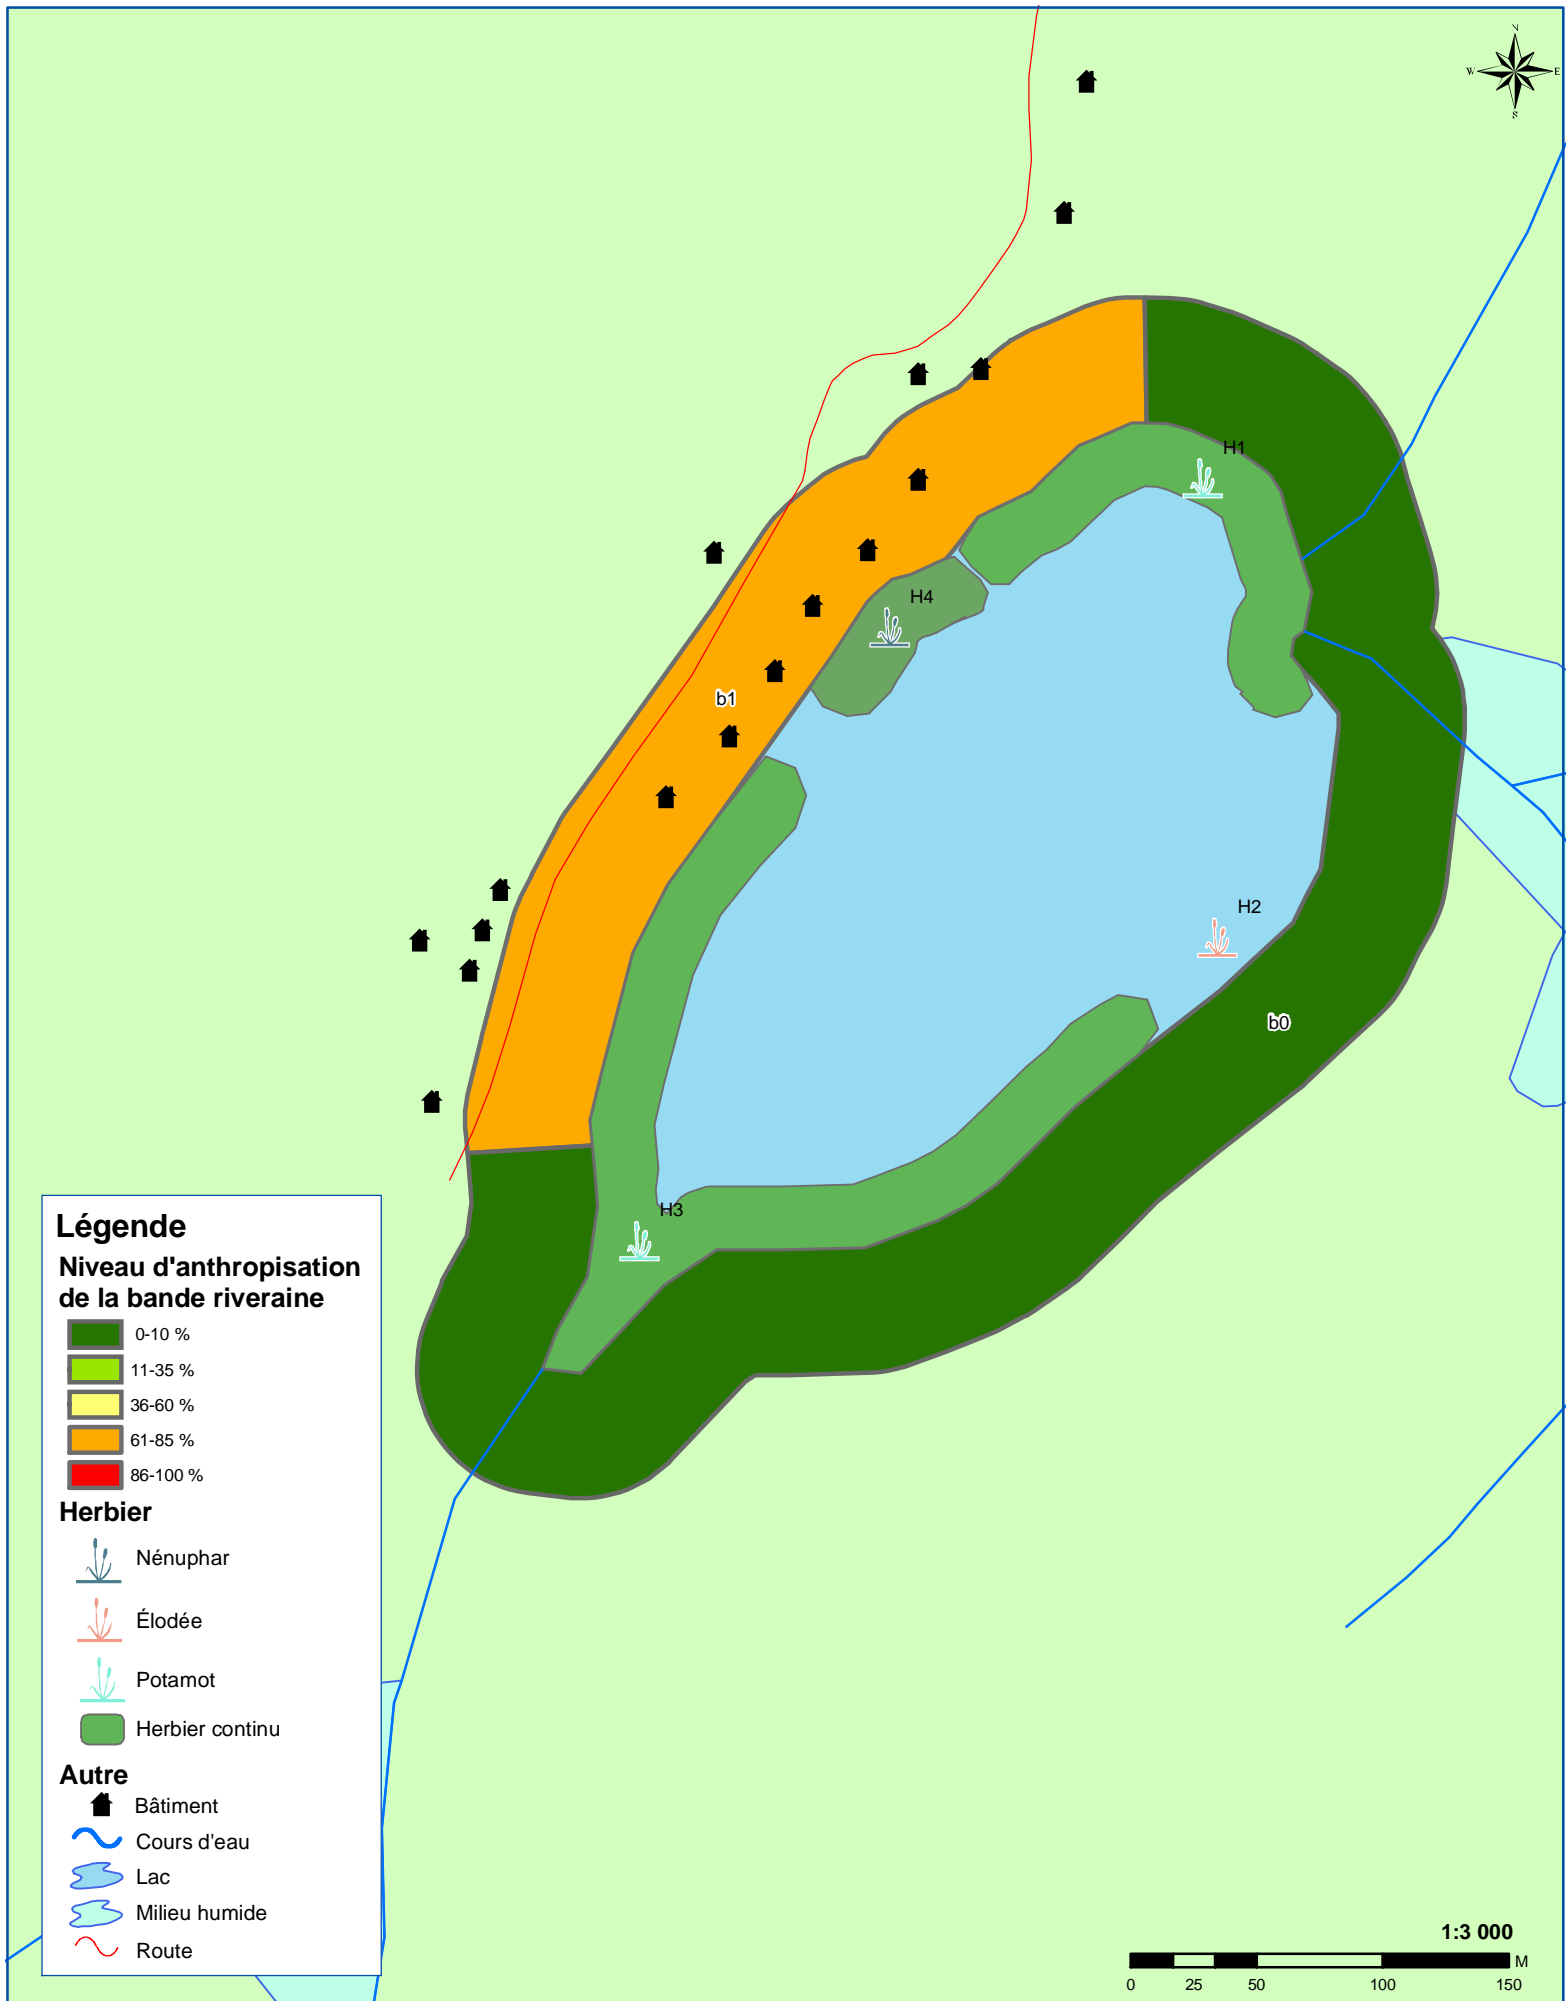 N
W
E
S
H1
H4
b1
H2
b0
H3
Légende
Niveau d'anthropisation
de la bande riveraine
0-10 %
11-35 %
36-60 %
61-85 %
86-100 %
Herbier
Nénuphar
Élodée
Potamot
Herbier continu
Autre
Bâtiment
Cours d'eau
Lac
Milieu humide
Route
1:3 000
M
0 25 50 100 150